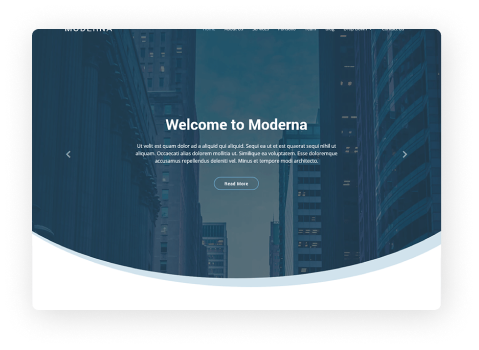 MODERNA
Welcome to Moderna
Ut velit est quam dolor ad a aliquid qui aliquid. Sequi ea ut et est quaerat sequi nihil ut
aliquam. Occaecati alias dolorem mollitia ut. Similique ea voluptatem. Esse doloremque
accusamus repellendus deleniti vel. Minus et tempore modi architecto.
Read More